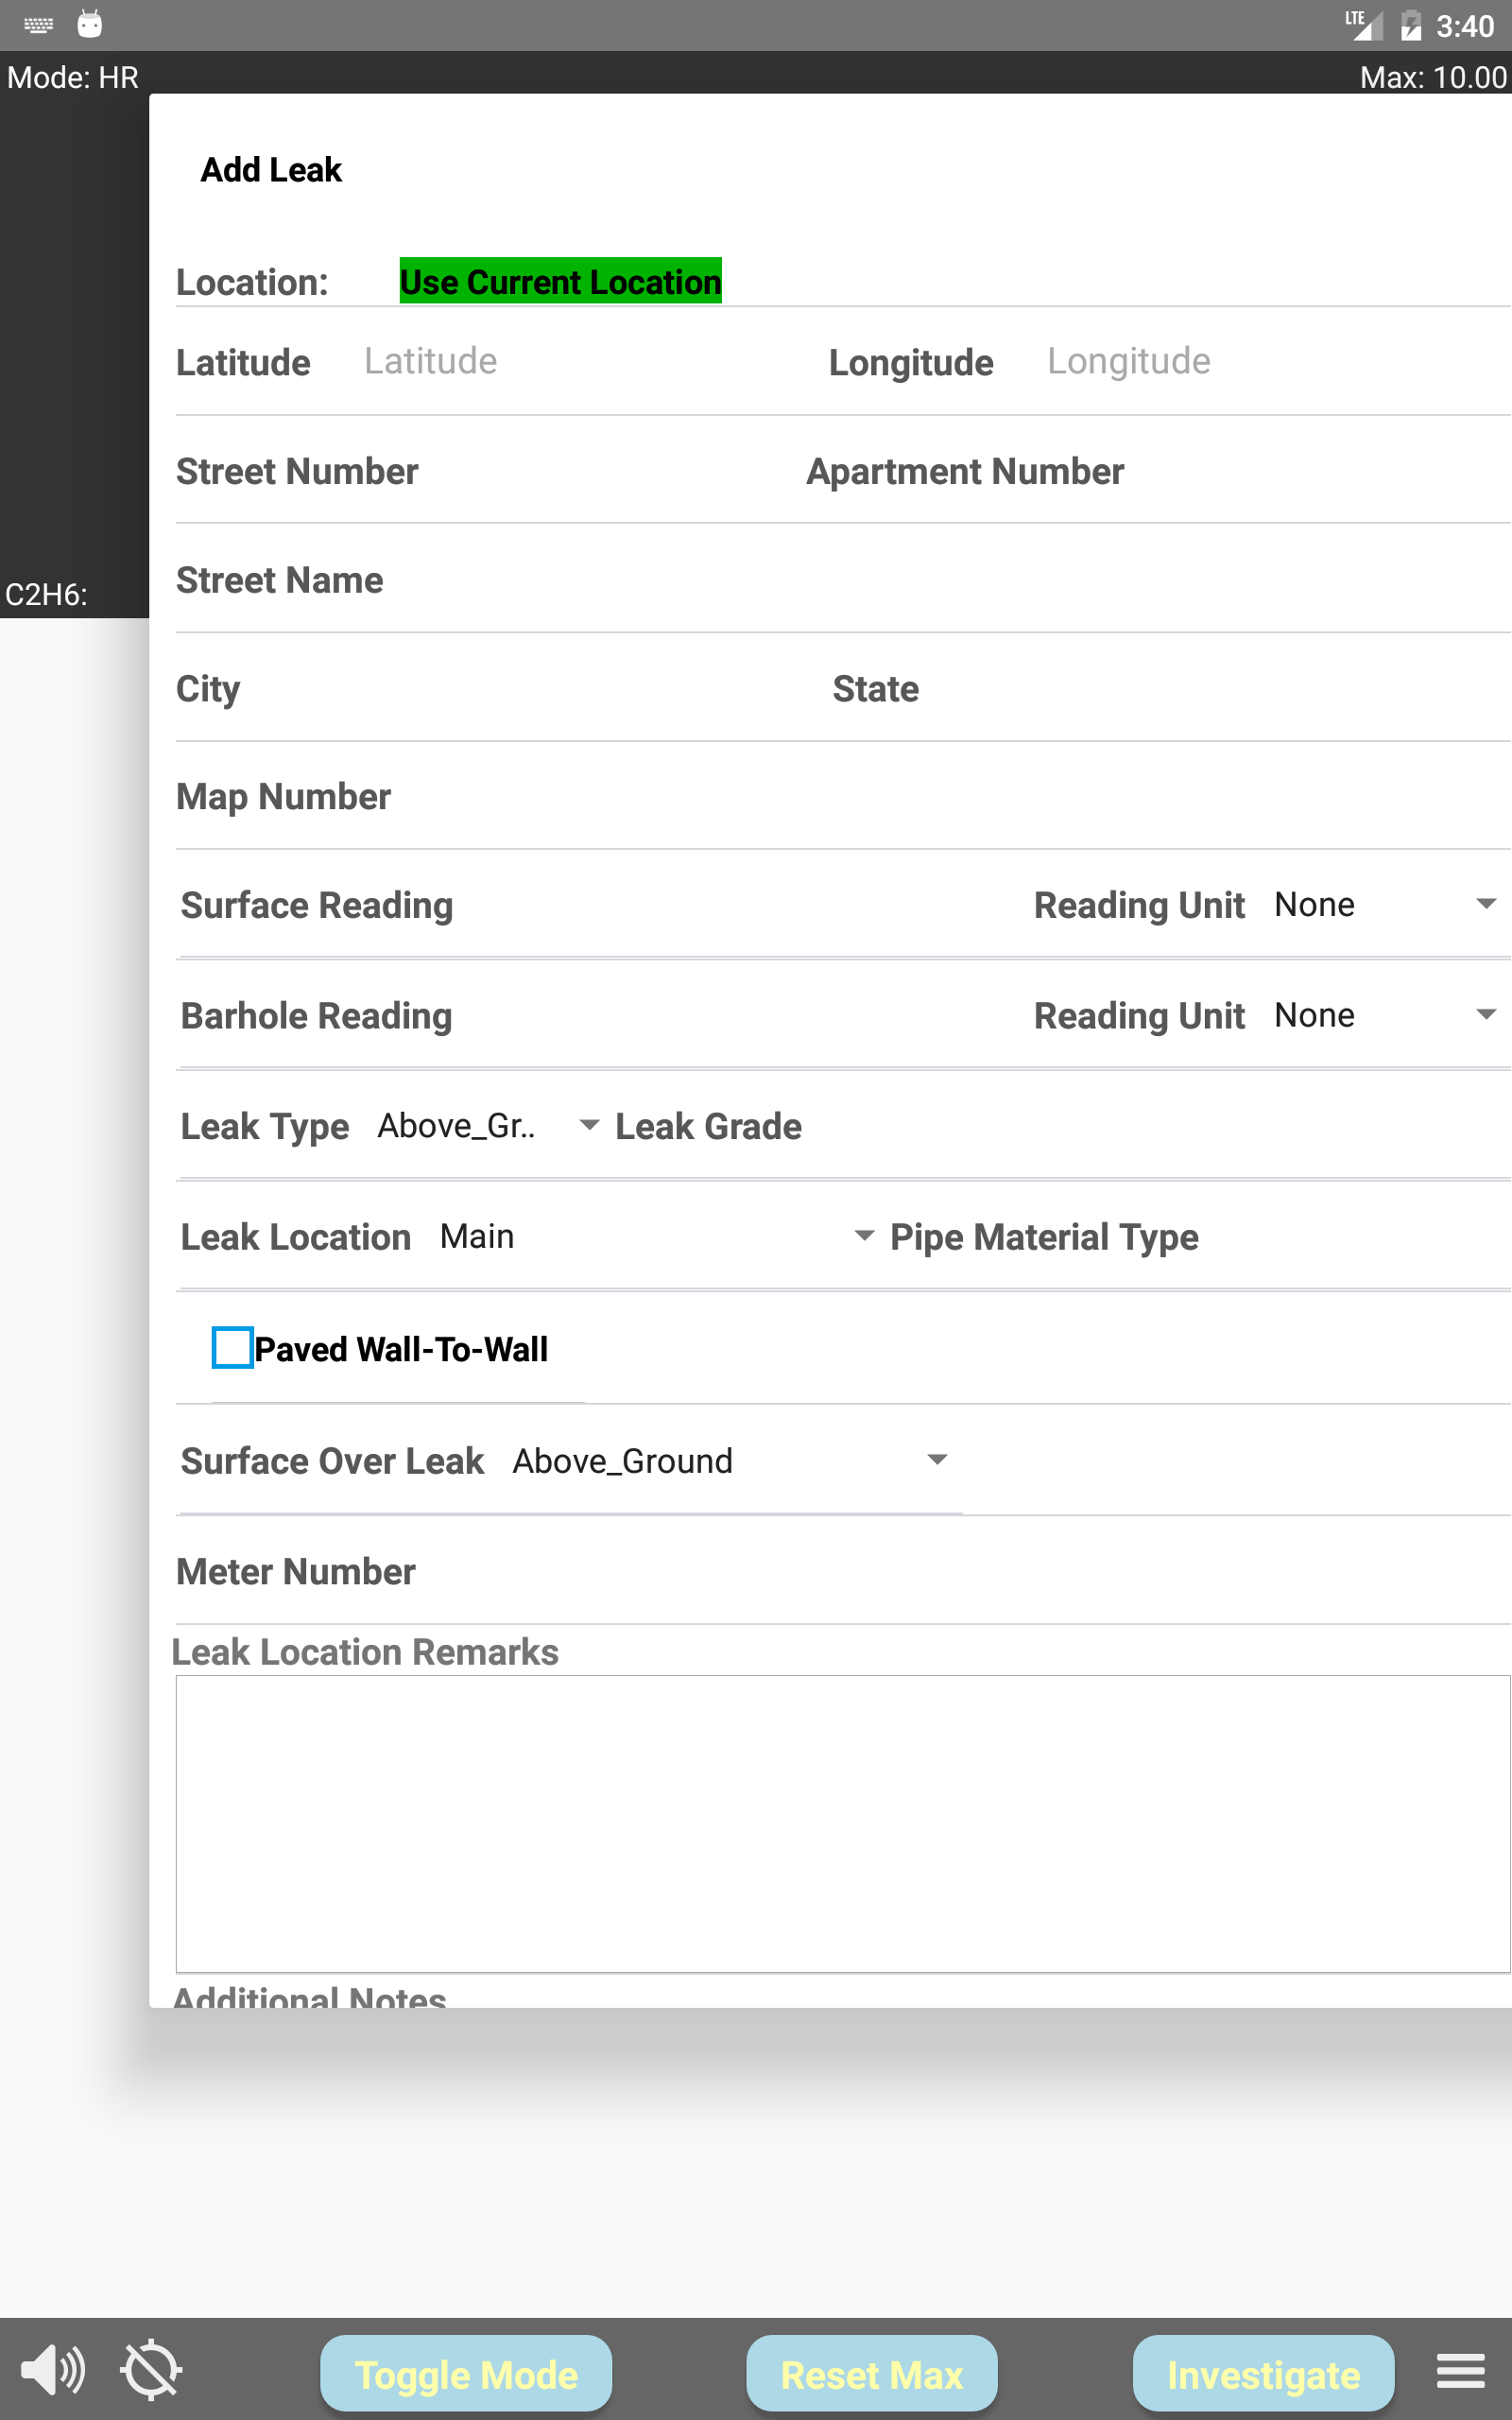 LTE 3:40
Mode: HR Max: 10.00
Add Leak
Location: Use Current Location
Latitude Latitude Longitude Longitude
Street Number Apartment Number
Street Name
C2H6:
City State
Map Number
Surface Reading Reading Unit None
Barhole Reading Reading Unit None
Leak Type Above_Gr.. Leak Grade
Leak Location Main Pipe Material Type
Paved Wall-To-Wall
Surface Over Leak Above_Ground
Meter Number
Leak Location Remarks
Additional Notes
Toggle Mode Reset Max Investigate